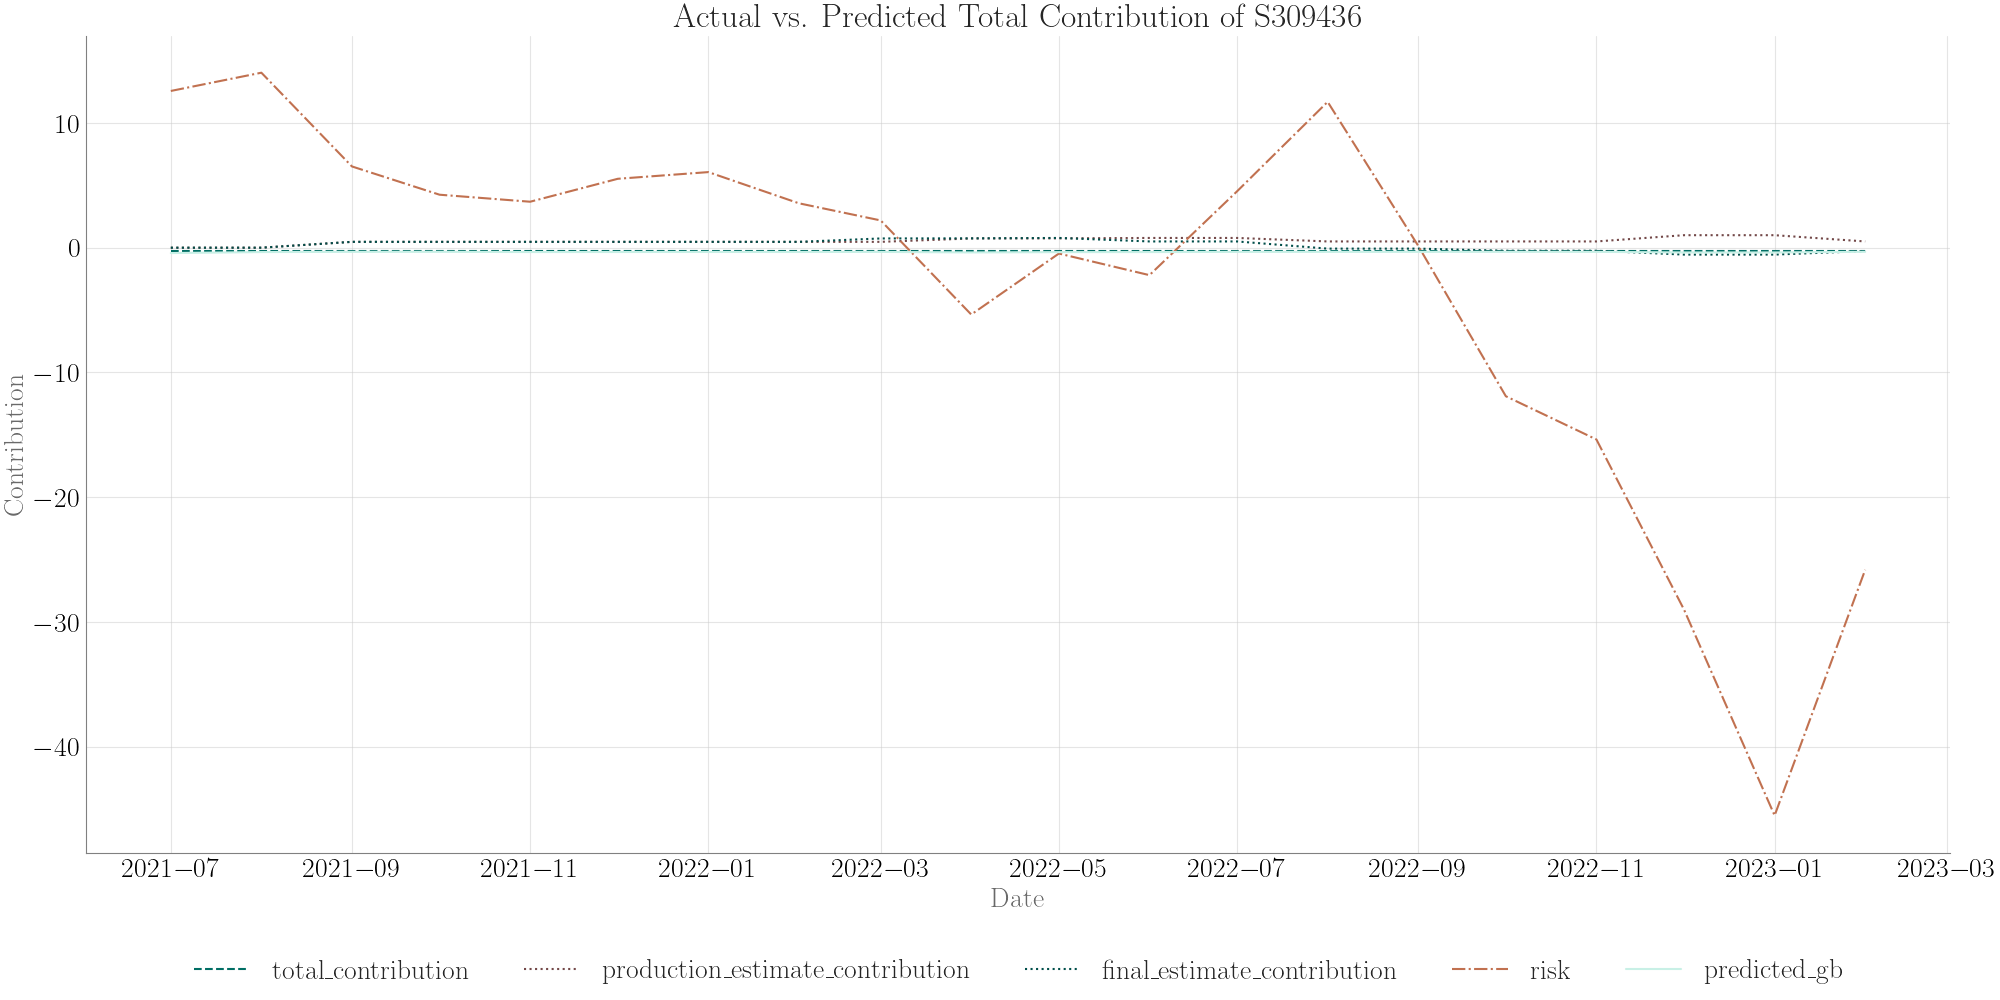 Actual vs. Predicted Total Contribution of S309436
Contribution
10
0
−10
−20
−30
−40
2021−07 2021−09 2021−11 2022−01 2022−03 2022−05 2022−07 2022−09 2022−11 2023−01 2023−03
Date
total_contribution production_estimate_contribution final_estimate_contribution risk predicted_gb